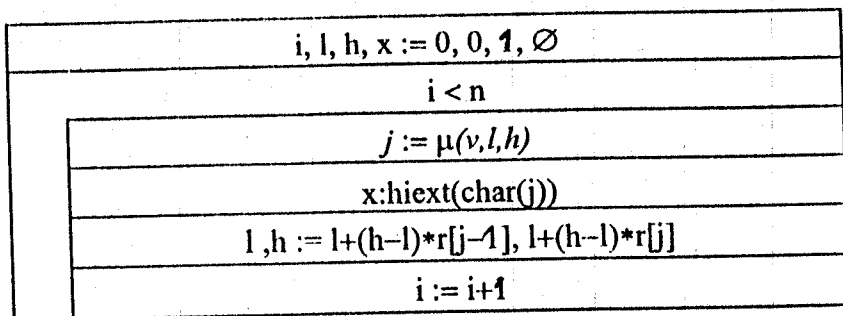 i, l, h, x := 0, 0, 1, ∅
i < n
j := μ(v,l,h)
x:hiext(char(j))
l ,h := l+(h–l)*r[j–1], l+(h–l)*r[j]
i := i+1